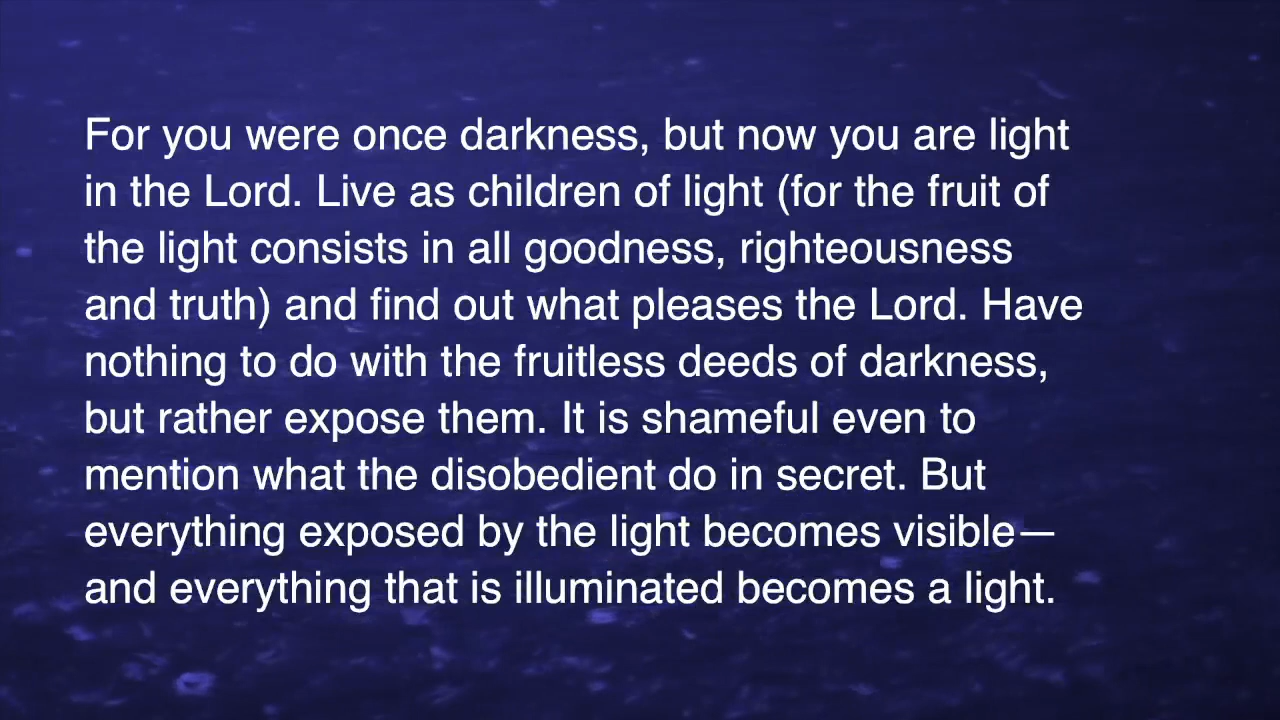 For you were once darkness, but now you are light
in the Lord. Live as children of light (for the fruit of
the light consists in all goodness, righteousness
and truth) and find out what pleases the Lord. Have
nothing to do with the fruitless deeds of darkness,
but rather expose them. It is shameful even to
mention what the disobedient do in secret. But
everything exposed by the light becomes visible—
and everything that is illuminated becomes a light.